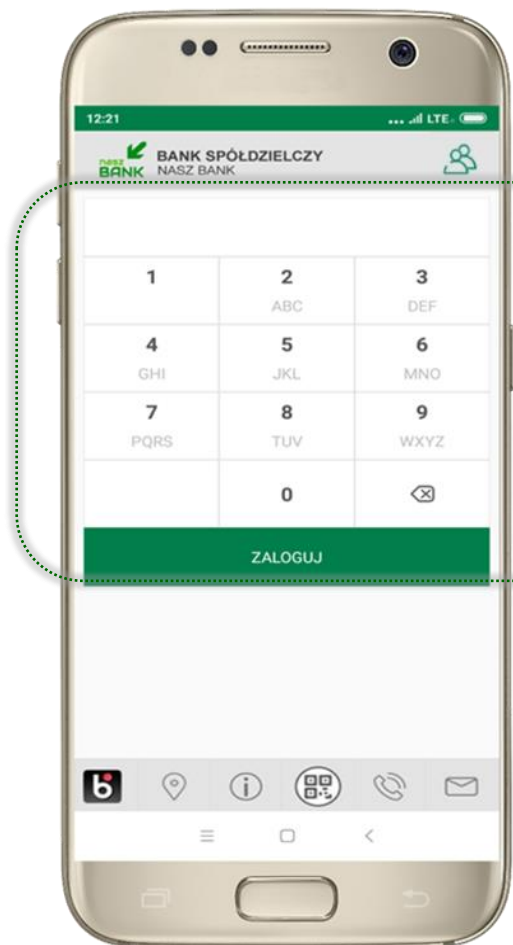 12:21 ... LTE
nasz BANK
BANK SPÓŁDZIELCZY
NASZ BANK
1 2 3
ABC DEF
4 5 6
GHI JKL MNO
7 8 9
PQRS TUV WXYZ
0
ZALOGUJ
b